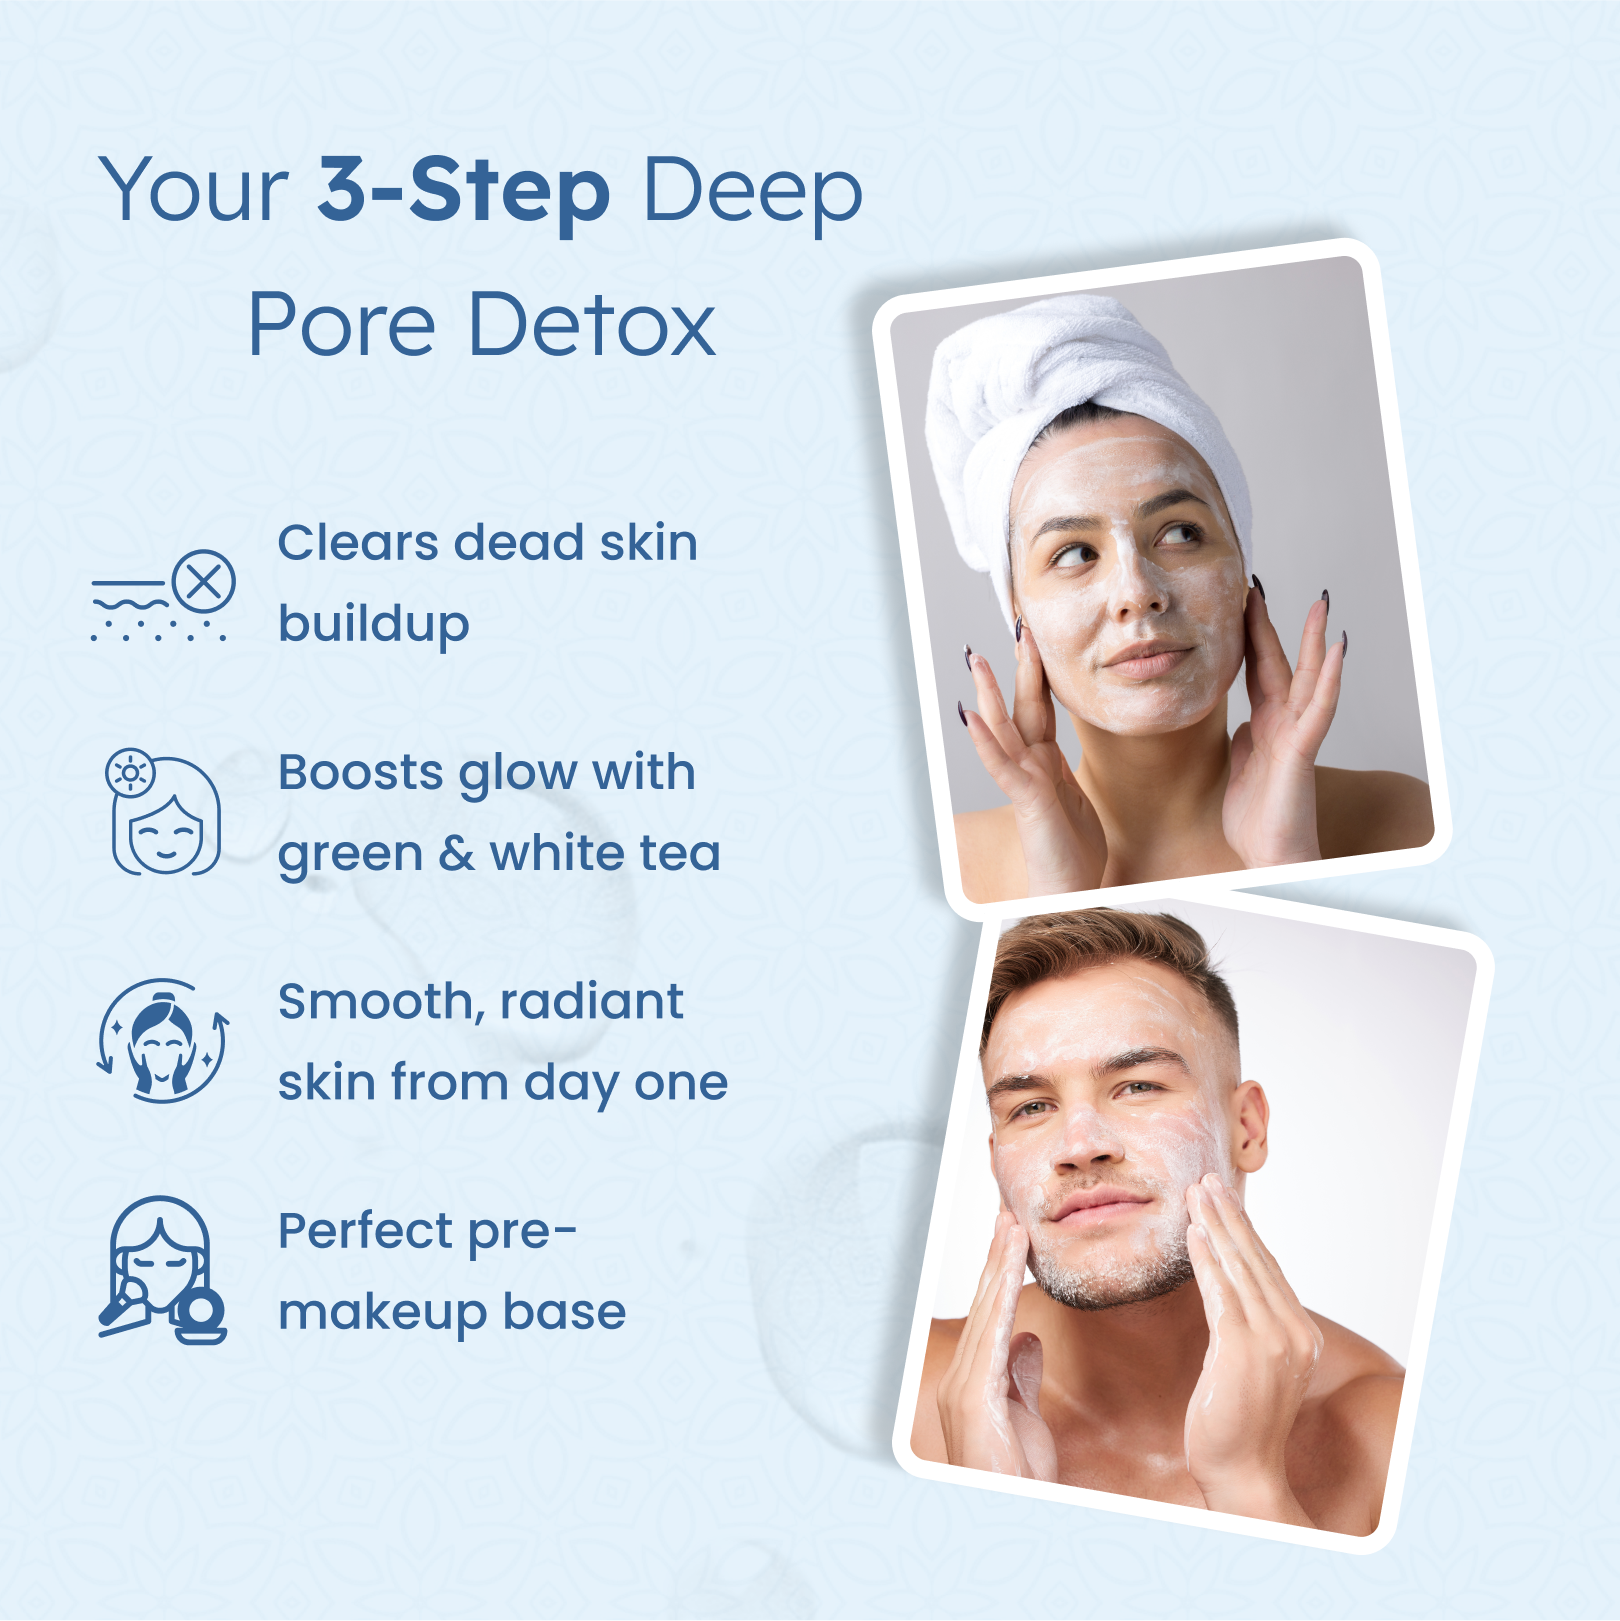 Your 3-Step Deep
Pore Detox
Clears dead skin
buildup
Boosts glow with
green & white tea
Smooth, radiant
skin from day one
Perfect pre-
makeup base